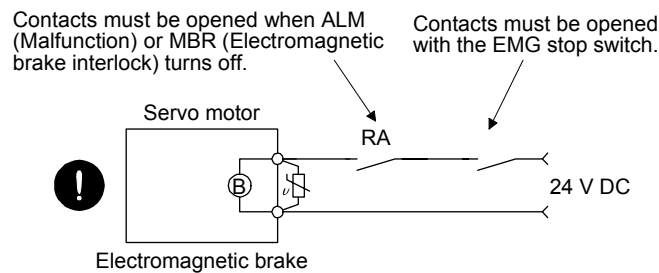 Contacts must be opened when ALM
(Malfunction) or MBR (Electromagnetic
brake interlock) turns off.
Contacts must be opened
with the EMG stop switch.
Servo motor
RA
B
υ
24 V DC
Electromagnetic brake